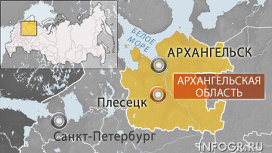 БЕЛОЕ
МОРЕ
АРХАНГЕЛЬСК
АРХАНГЕЛЬСКАЯ
ОБЛАСТЬ
Плесецк
Санкт-Петербург
INFOGR.RU